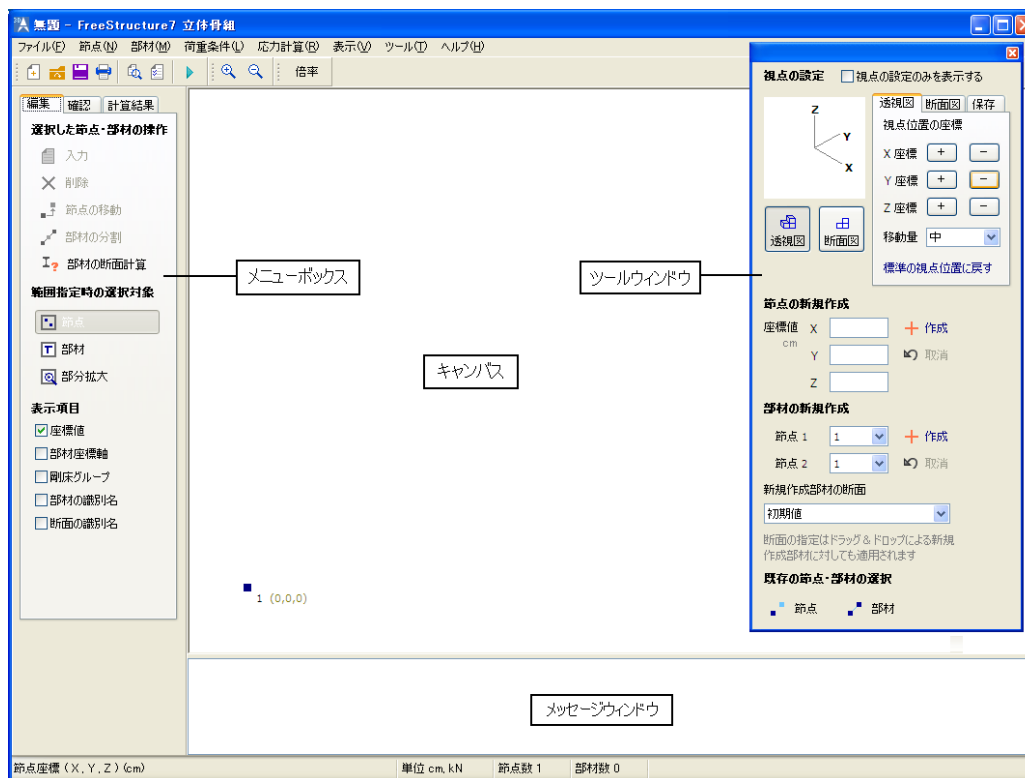 無題 - FreeStructure7 立体骨組
ファイル(F) 節点(N) 部材(M) 荷重条件(L) 応力計算(R) 表示(V) ツール(T) ヘルプ(H)
倍率
編集 確認 計算結果
選択した節点・部材の操作
入力
削除
節点の移動
部材の分割
部材の断面計算
範囲指定時の選択対象
節点
部材
部分拡大
表示項目
座標値
部材座標軸
剛床グループ
部材の識別名
断面の識別名
メニューボックス
キャンバス
ツールウィンドウ
1 (0,0,0)
メッセージウィンドウ
視点の設定 視点の設定のみを表示する
Z
Y
X
透視図 断面図
透視図 断面図 保存
視点位置の座標
X 座標 + -
Y 座標 + -
Z 座標 + -
移動量 中
標準の視点位置に戻す
節点の新規作成
座標値 X 作成
cm
Y 取消
Z
部材の新規作成
節点 1 1 作成
節点 2 1 取消
新規作成部材の断面
初期値
断面の指定はドラッグ&ドロップによる新規
作成部材に対しても適用されます
既存の節点・部材の選択
節点 部材
節点座標 (X, Y, Z) (cm) 単位 cm, kN 節点数 1 部材数 0